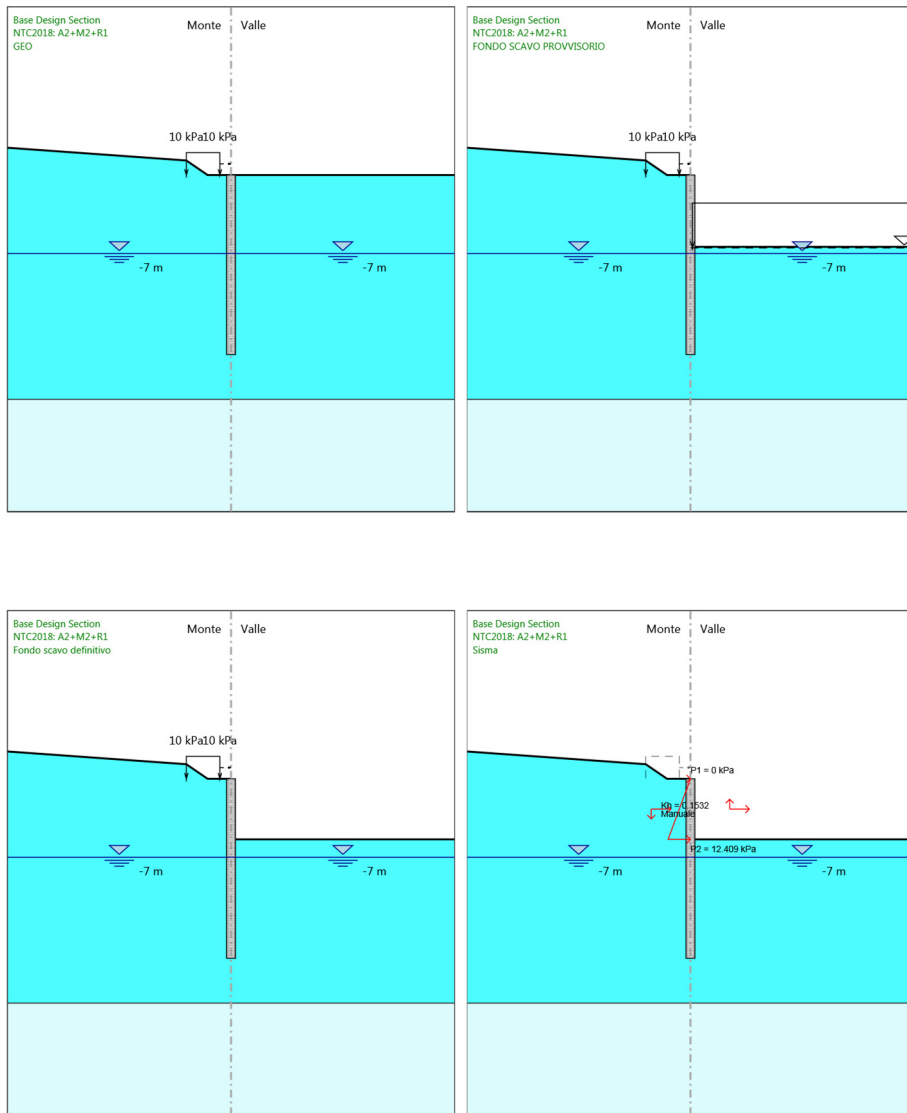 Base Design Section
NTC2018: A2+M2+R1
GEO
Monte
Valle
10 kPa10 kPa
-7 m
-7 m
Base Design Section
NTC2018: A2+M2+R1
FONDO SCAVO PROVVISORIO
Monte
Valle
10 kPa10 kPa
-7 m
-7 m
Base Design Section
NTC2018: A2+M2+R1
Fondo scavo definitivo
Monte
Valle
10 kPa10 kPa
-7 m
-7 m
Base Design Section
NTC2018: A2+M2+R1
Sisma
Monte
Valle
P1 = 0 kPa
= 0.1532
Manuale
P2 = 12.409 kPa
-7 m
-7 m